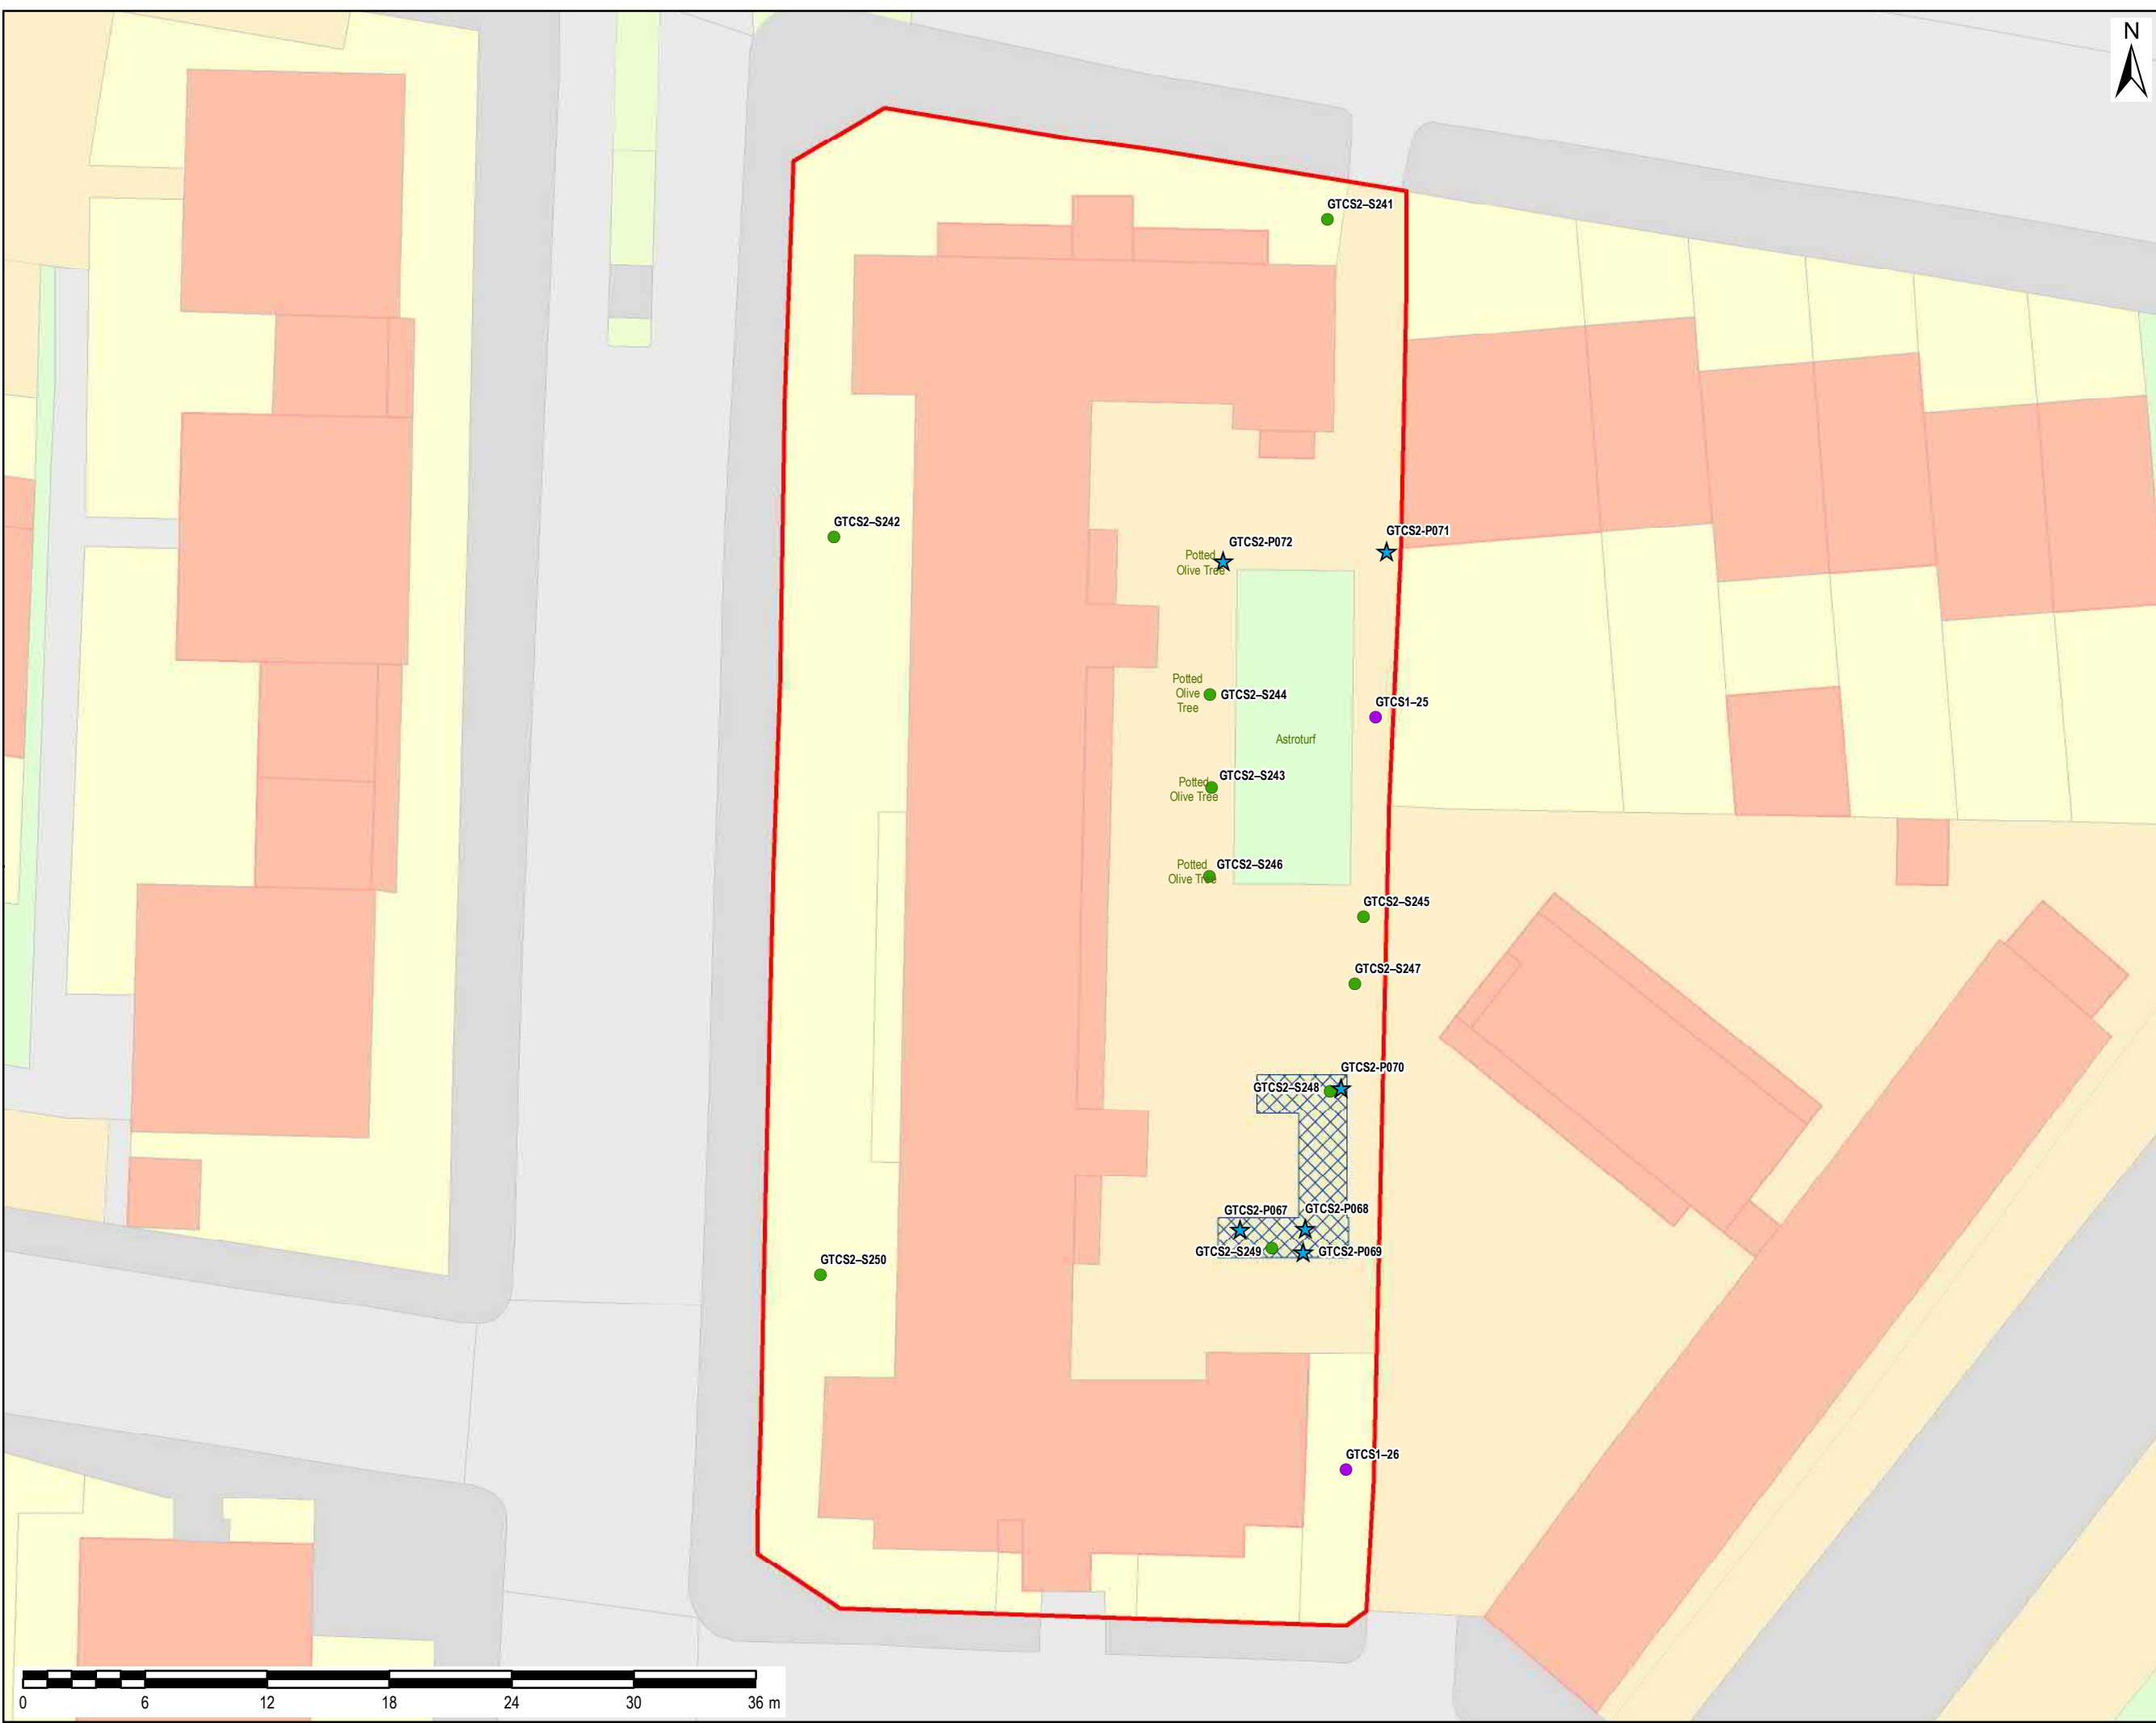 N
GTCS2–S241
GTCS2–S242
GTCS2-P072
GTCS2-P071
Potted
Olive Tree
Potted
Olive
Tree
GTCS2–S244
GTCS1–25
Astroturf
GTCS2–S243
Potted
Olive Tree
GTCS2–S246
Potted
Olive Tree
GTCS2–S245
GTCS2–S247
GTCS2-P070
GTCS2–S248
GTCS2-P067
GTCS2-P068
GTCS2–S249
GTCS2-P069
GTCS2–S250
GTCS1–26
0 6 12 18 24 30 36 m